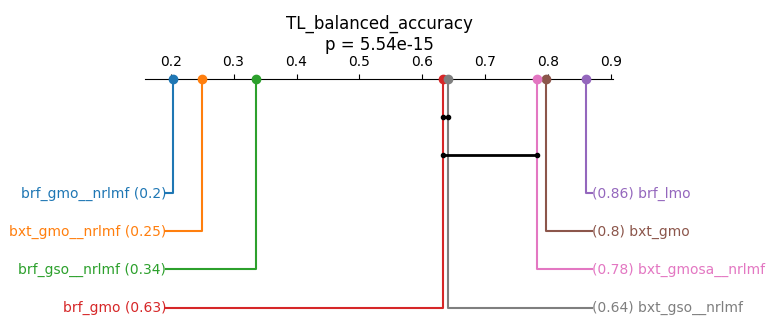 TL_balanced_accuracy
p = 5.54e-15
0.2 0.3 0.4 0.5 0.6 0.7 0.8 0.9
brf_gmo__nrlmf (0.2) (0.86) brf_lmo
bxt_gmo__nrlmf (0.25) (0.8) bxt_gmo
brf_gso__nrlmf (0.34) (0.78) bxt_gmosa__nrlmf
brf_gmo (0.63) (0.64) bxt_gso__nrlmf